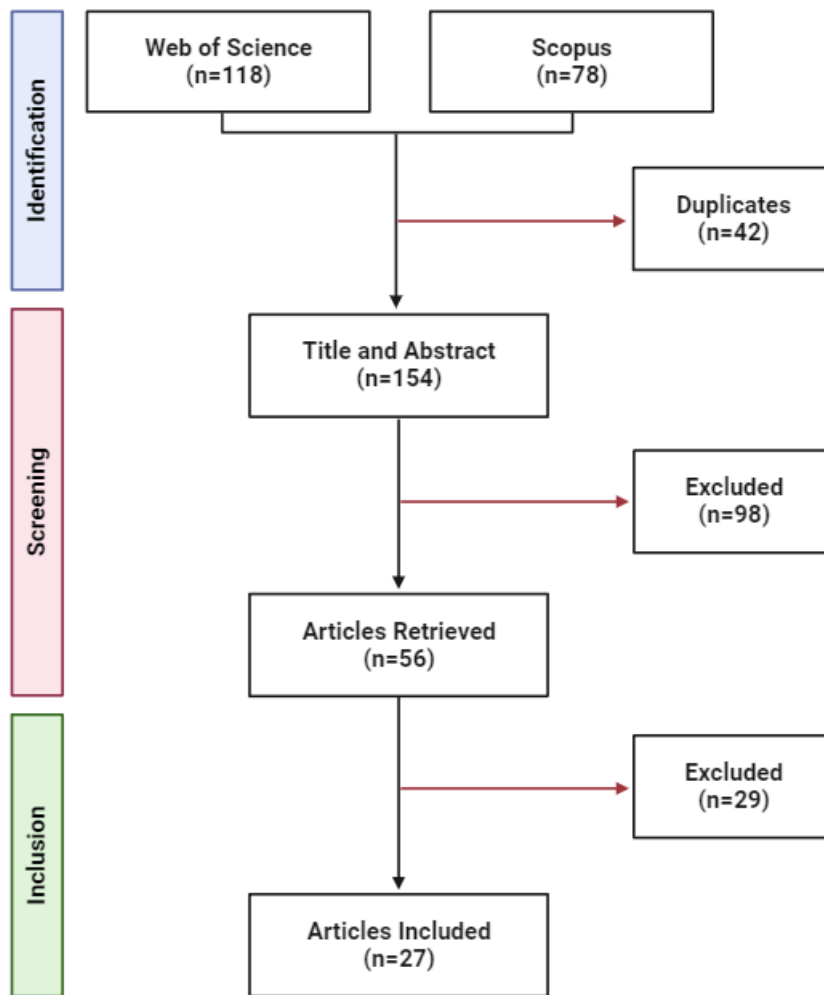 Identification
Web of Science
(n=118)
Scopus
(n=78)
Duplicates
(n=42)
Screening
Title and Abstract
(n=154)
Excluded
(n=98)
Articles Retrieved
(n=56)
Inclusion
Excluded
(n=29)
Articles Included
(n=27)